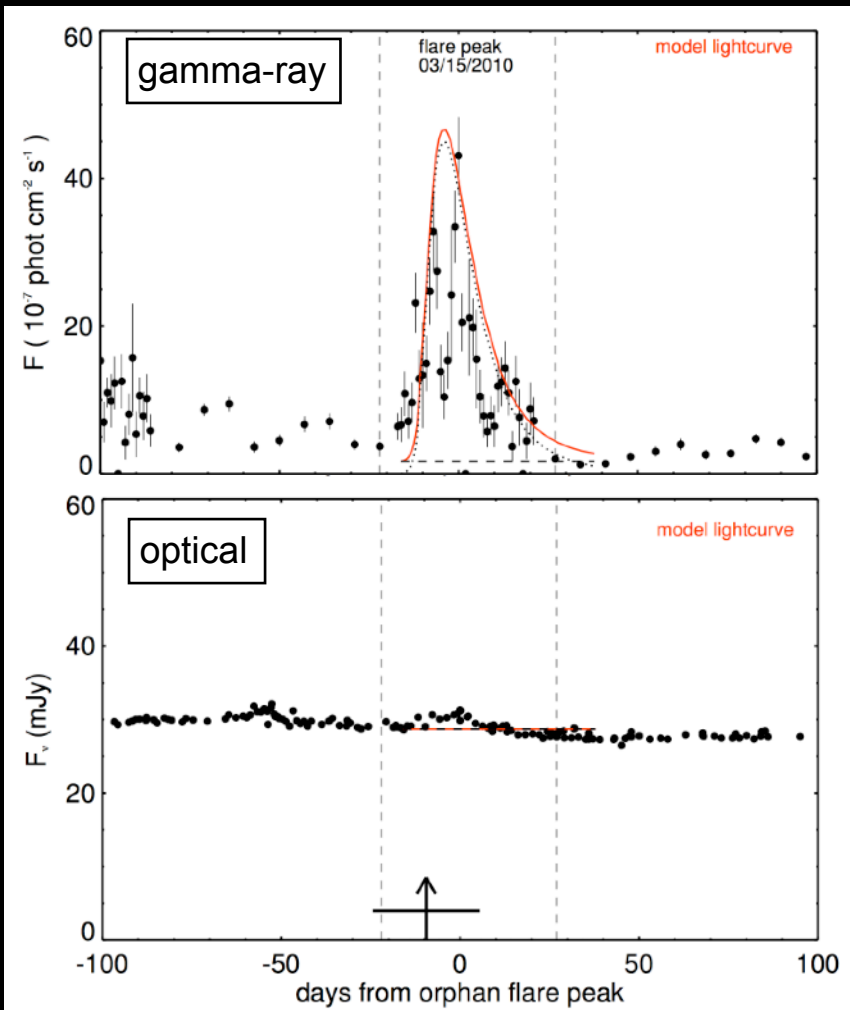 60
gamma-ray
flare peak
03/15/2010
model lightcurve
40
20
0
F ( 10⁻⁷ phot cm⁻² s⁻¹ )
60
optical
model lightcurve
40
20
0
Fᵥ (mJy)
-100
-50
0
50
100
days from orphan flare peak